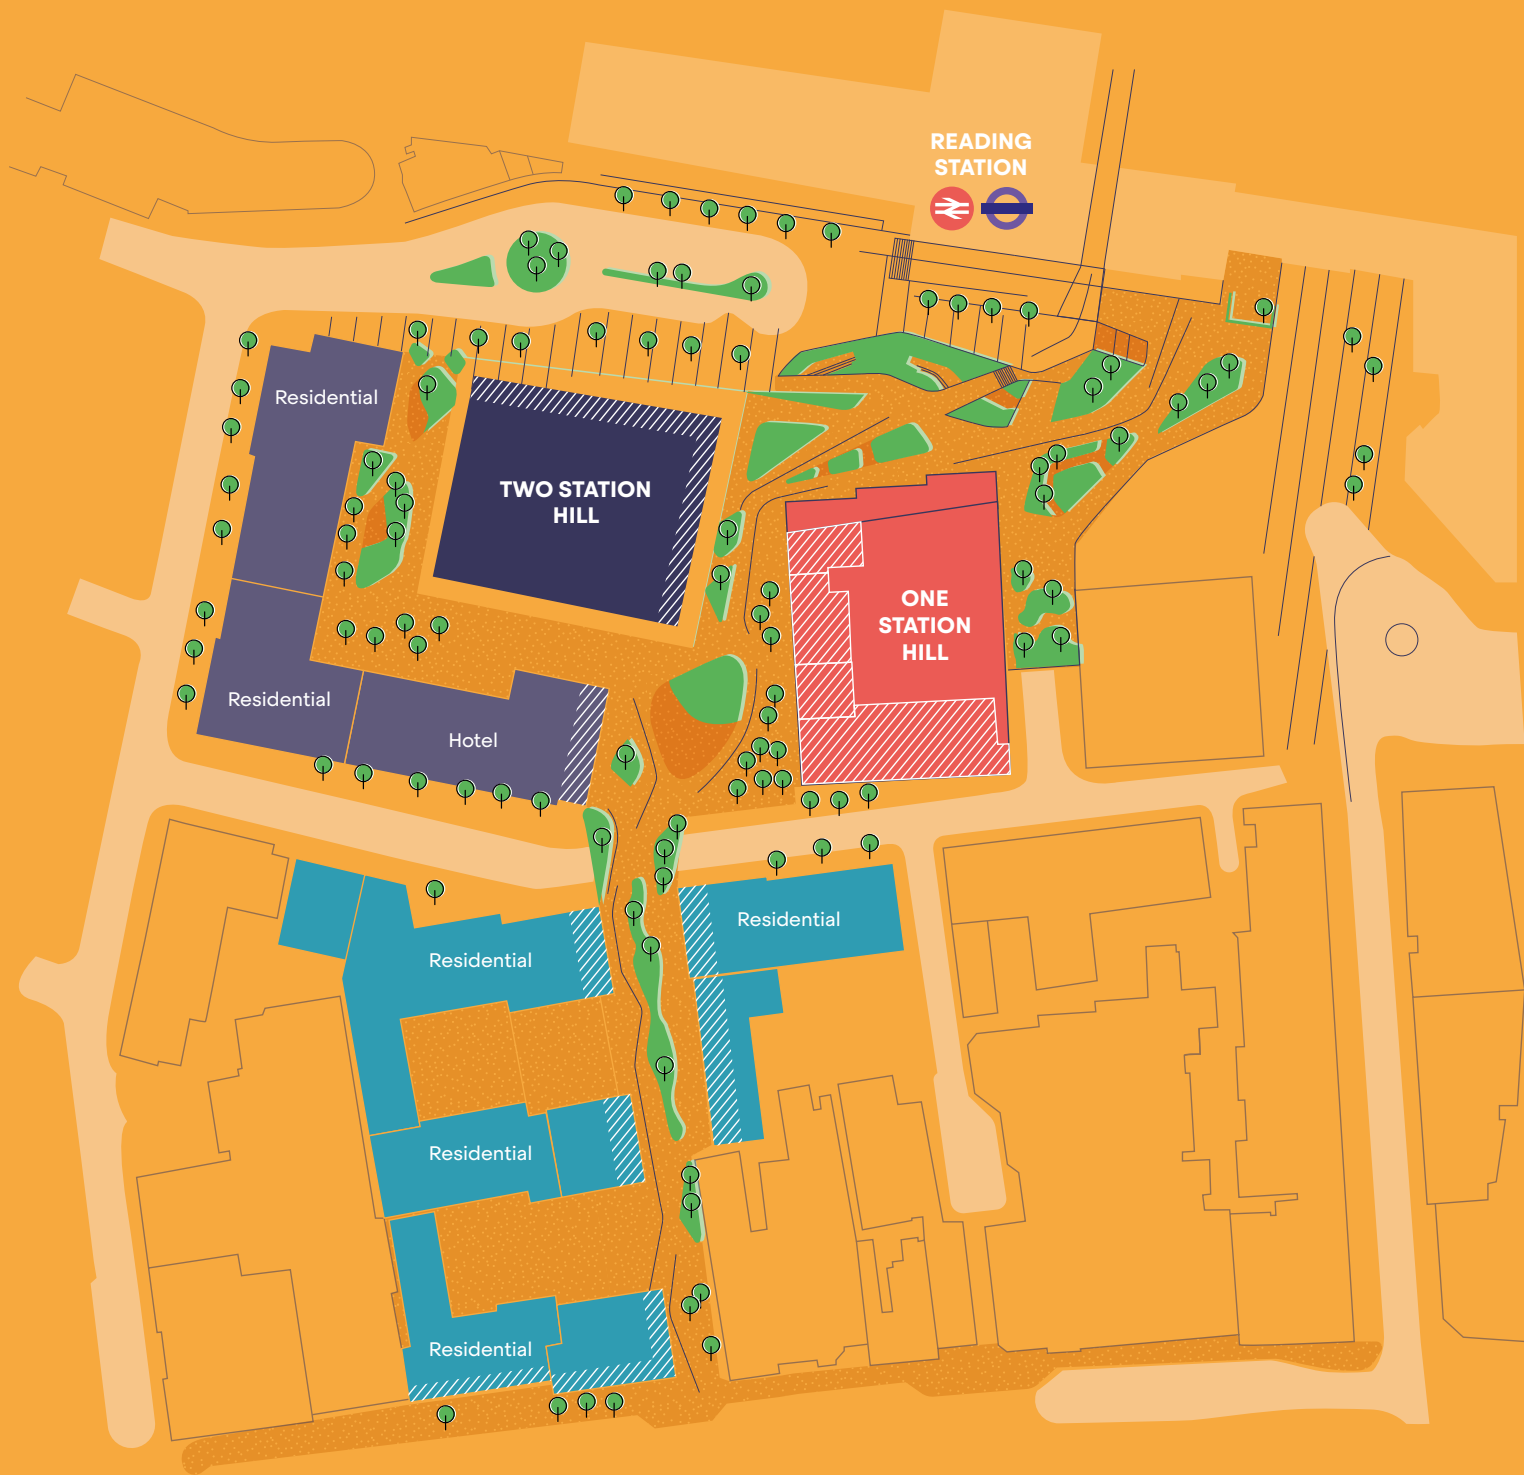 READING
STATION
Residential
TWO STATION
HILL
ONE
STATION
HILL
Residential
Hotel
Residential
Residential
Residential
Residential